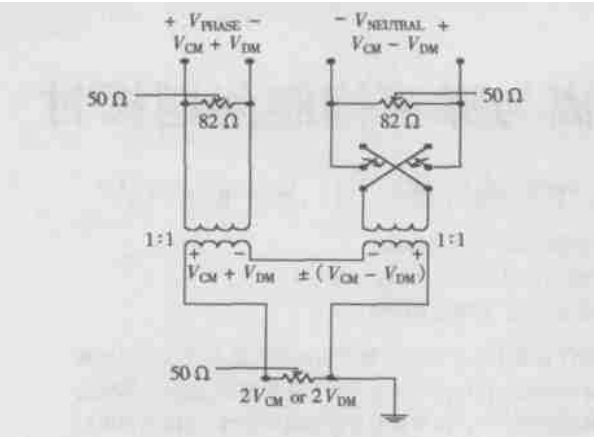 + V_PHASE −
− V_NEUTRAL +
V_CM + V_DM
V_CM − V_DM
50 Ω
50 Ω
82 Ω
82 Ω
1:1
1:1
+ −
− +
V_CM + V_DM
± (V_CM − V_DM)
50 Ω
2V_CM or 2V_DM